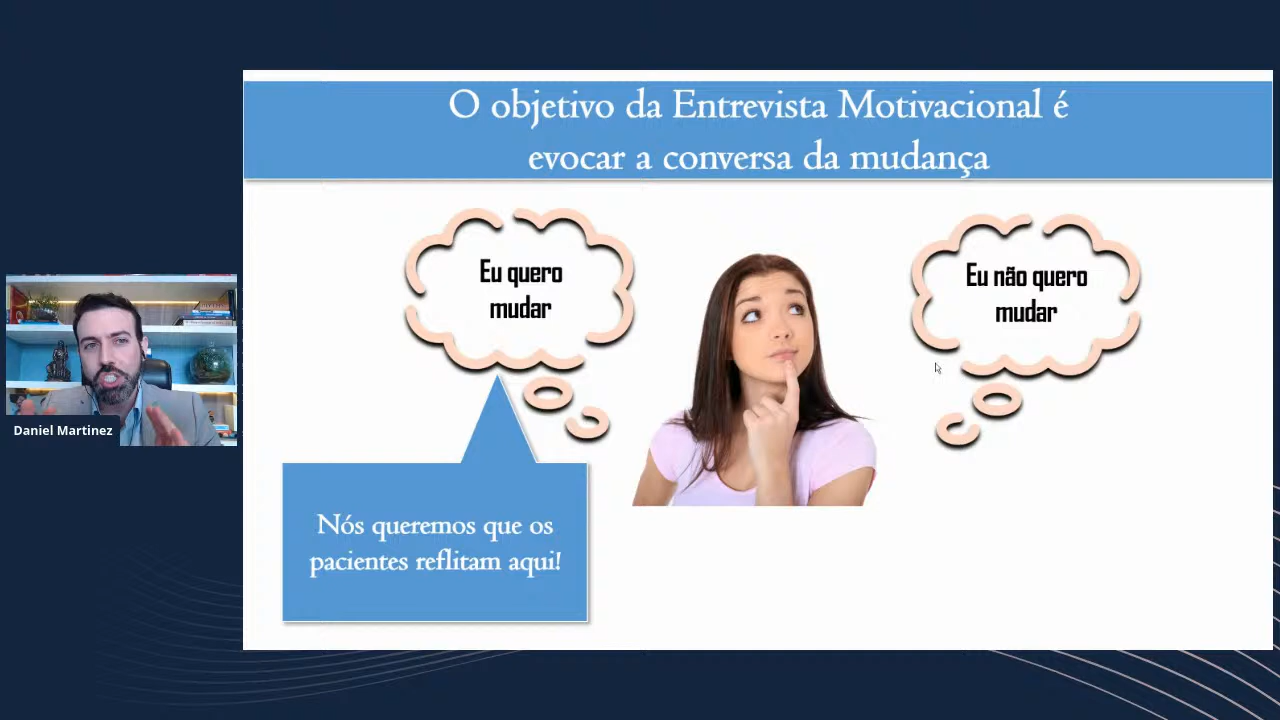 O objetivo da Entrevista Motivacional é
evocar a conversa da mudança
Eu quero
mudar
Eu não quero
mudar
Daniel Martinez
Nós queremos que os
pacientes reflitam aqui!